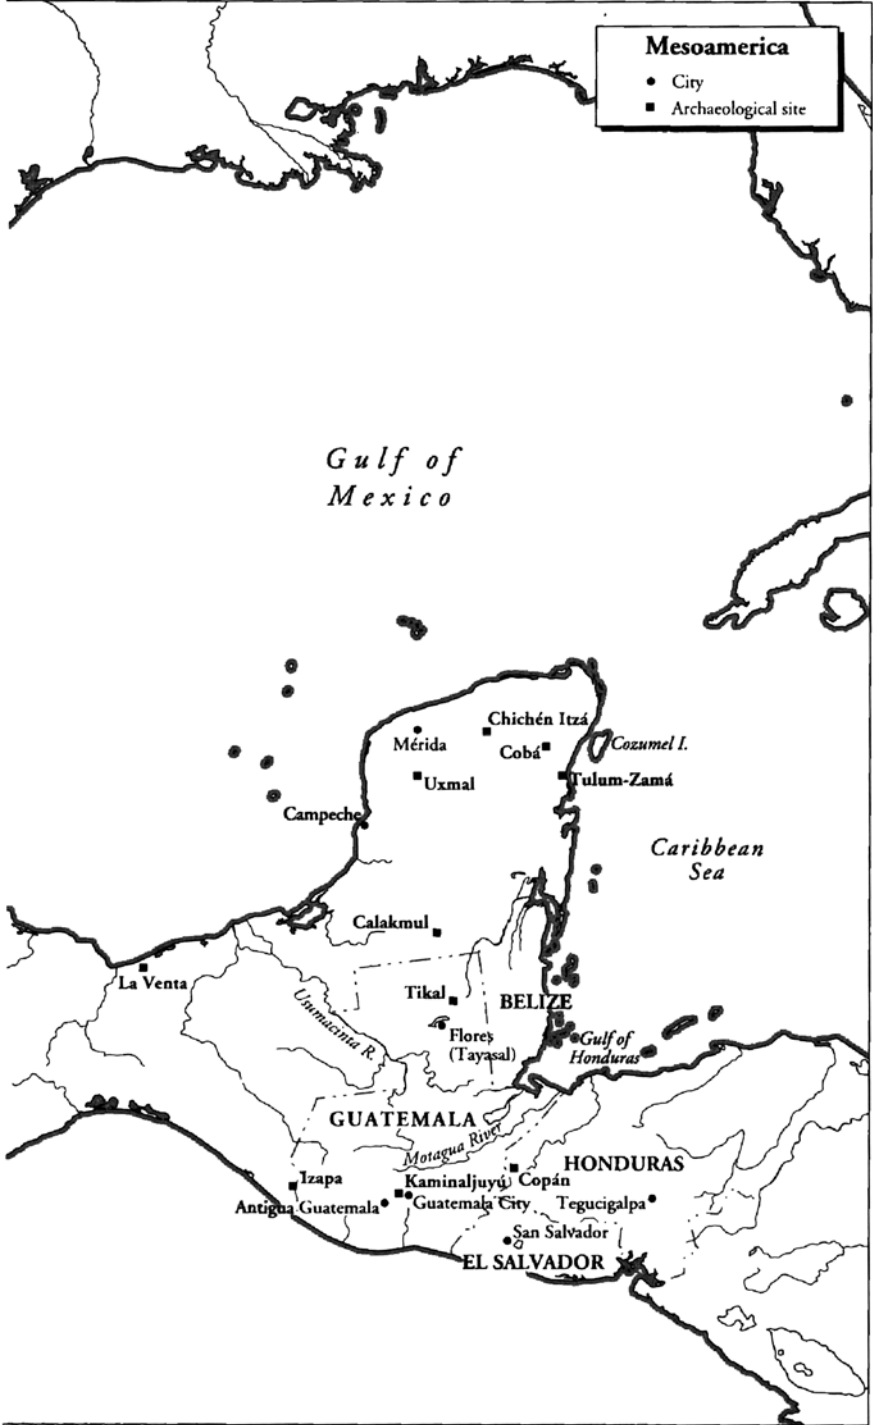 Mesoamerica
City
Archaeological site
Gulf of
Mexico
Chichén Itzá
Mérida
Cobá
Cozumel I.
Uxmal
Tulum-Zamá
Campeche
Caribbean
Sea
Calakmul
La Venta
Tikal
BELIZE
Usumacinta R.
Flores
(Tayasal)
Gulf of
Honduras
GUATEMALA
Motagua River
HONDURAS
Izapa
Kaminaljuyú
Copán
Antigua Guatemala
Guatemala City
Tegucigalpa
San Salvador
EL SALVADOR